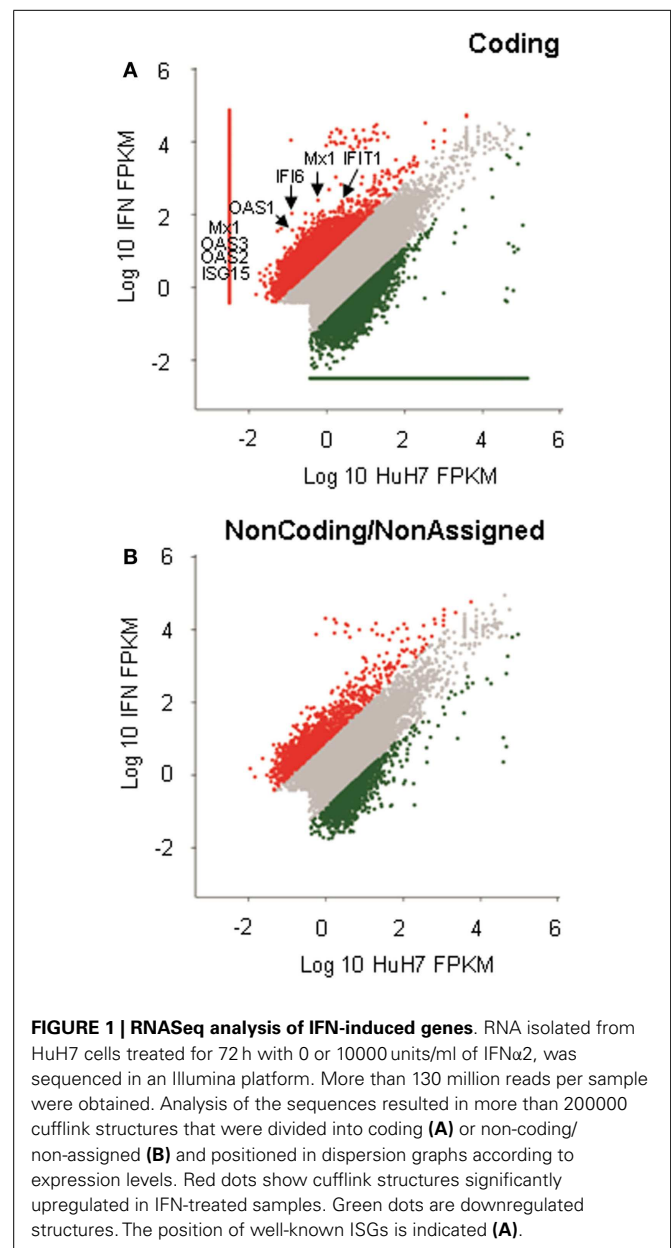 Coding
A
6
4
2
0
-2
Log 10 IFN FPKM
Mx1
IFIT1
IFI6
OAS1
Mx1
OAS3
OAS2
ISG15
-2
0
2
4
6
Log 10 HuH7 FPKM
NonCoding/NonAssigned
B
6
4
2
0
-2
Log 10 IFN FPKM
-2
0
2
4
6
Log 10 HuH7 FPKM
FIGURE 1 | RNASeq analysis of IFN-induced genes. RNA isolated from
HuH7 cells treated for 72 h with 0 or 10000 units/ml of IFNα2, was
sequenced in an Illumina platform. More than 130 million reads per sample
were obtained. Analysis of the sequences resulted in more than 200000
cufflink structures that were divided into coding (A) or non-coding/
non-assigned (B) and positioned in dispersion graphs according to
expression levels. Red dots show cufflink structures significantly
upregulated in IFN-treated samples. Green dots are downregulated
structures. The position of well-known ISGs is indicated (A).